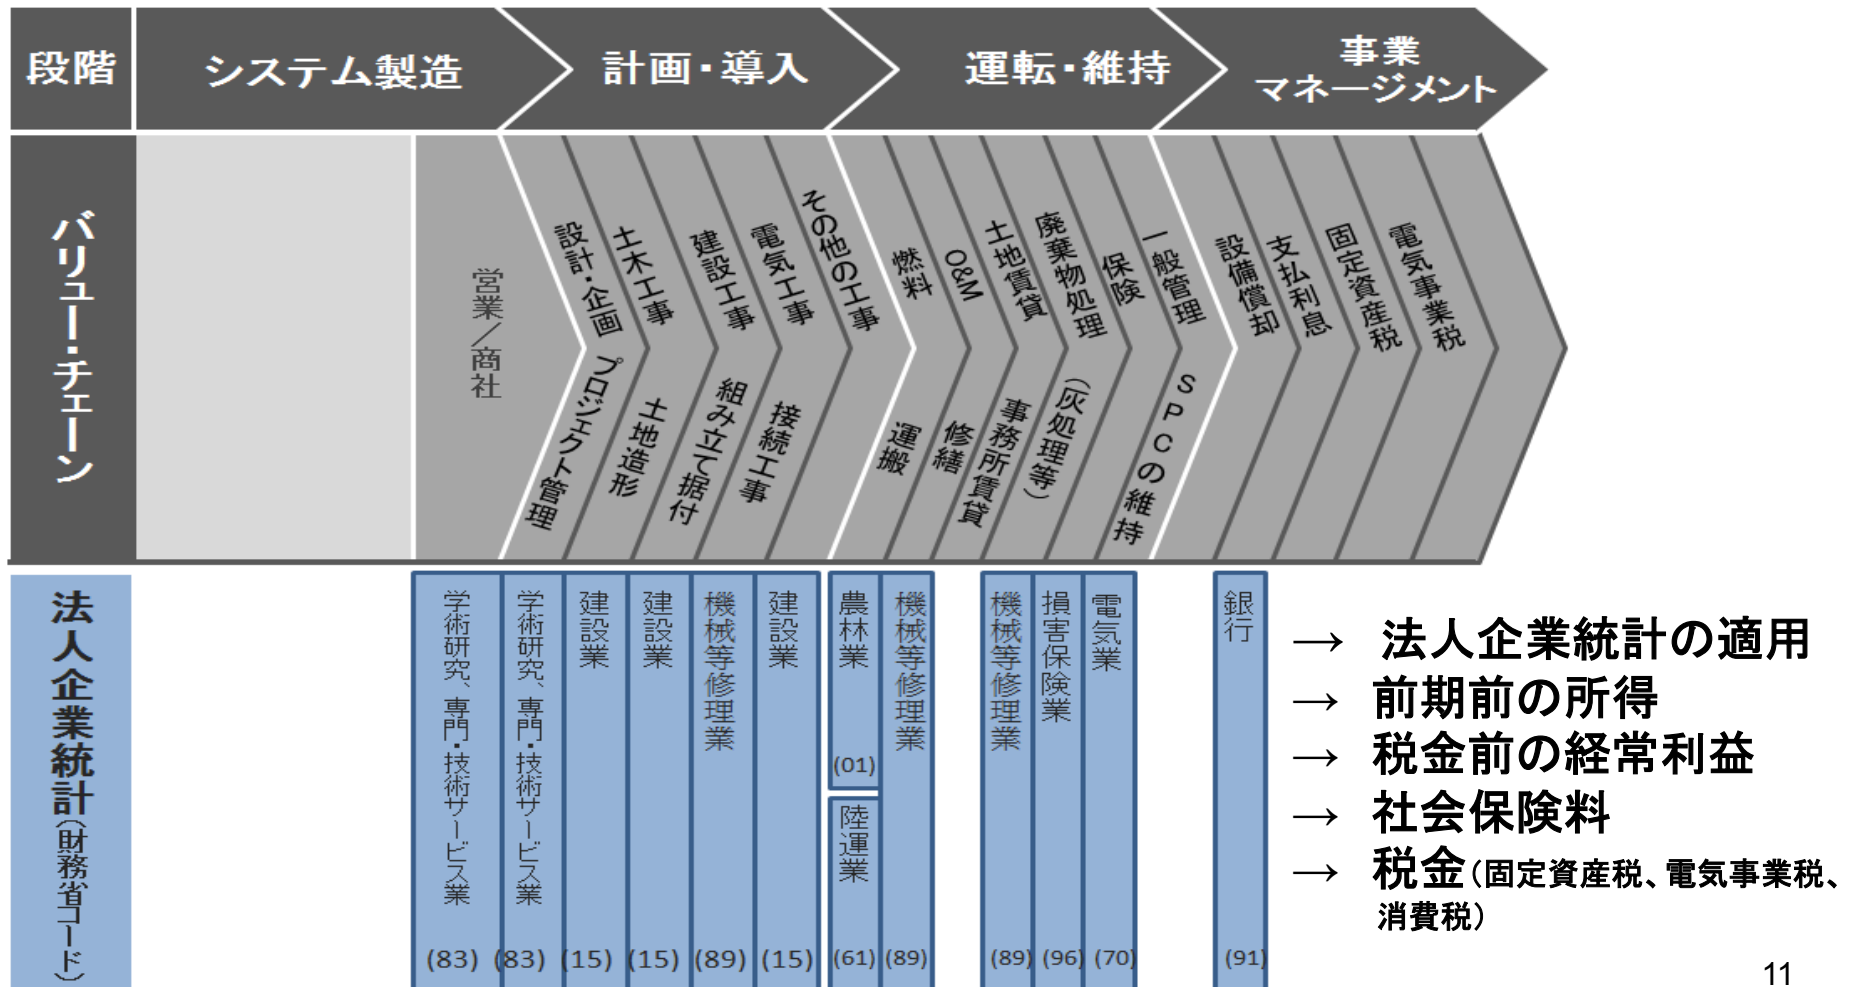 段階
システム製造
計画・導入
運転・維持
事業
マネージメント
バリュー・チェーン
営業／商社
設計・企画
プロジェクト管理
土木工事
土地造形
建設工事
組み立て据付
電気工事
接続工事
その他の工事
燃料
運搬
O&M
修繕
土地賃貸
事務所賃貸
廃棄物処理
（灰処理等）
保険
一般管理
ＳＰＣの維持
設備償却
支払利息
固定資産税
電気事業税
法人企業統計（財務省コード）
学術研究、専門・技術サービス業
(83)
学術研究、専門・技術サービス業
(83)
建設業
(15)
建設業
(15)
機械等修理業
(89)
建設業
(15)
農林業
(01)
陸運業
(61)
機械等修理業
(89)
機械等修理業
(89)
損害保険業
(96)
電気業
(70)
銀行
(91)
→ 法人企業統計の適用
→ 前期前の所得
→ 税金前の経常利益
→ 社会保険料
→ 税金（固定資産税、電気事業税、
消費税）
11